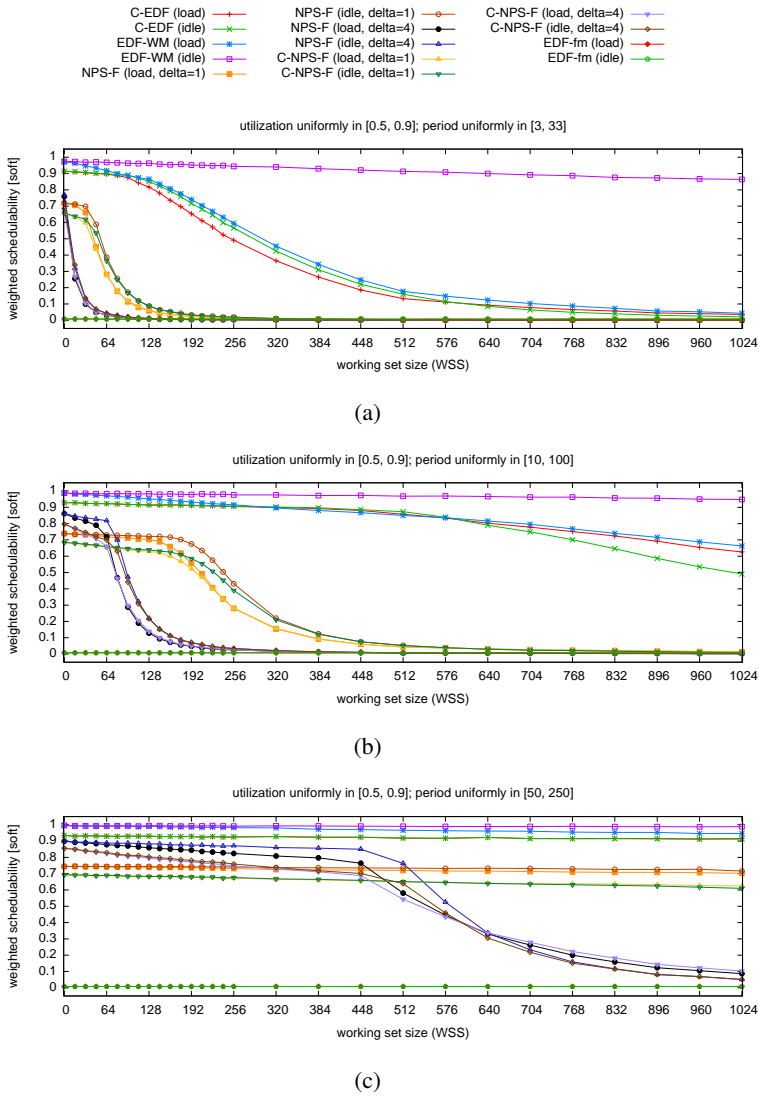 C-EDF (load)
C-EDF (idle)
EDF-WM (load)
EDF-WM (idle)
NPS-F (load, delta=1)
NPS-F (idle, delta=1)
NPS-F (load, delta=4)
NPS-F (idle, delta=4)
C-NPS-F (load, delta=1)
C-NPS-F (idle, delta=1)
C-NPS-F (load, delta=4)
C-NPS-F (idle, delta=4)
EDF-fm (load)
EDF-fm (idle)
utilization uniformly in [0.5, 0.9]; period uniformly in [3, 33]
weighted schedulability [soft]
1
0.9
0.8
0.7
0.6
0.5
0.4
0.3
0.2
0.1
0
0 64 128 192 256 320 384 448 512 576 640 704 768 832 896 960 1024
working set size (WSS)
(a)
utilization uniformly in [0.5, 0.9]; period uniformly in [10, 100]
weighted schedulability [soft]
1
0.9
0.8
0.7
0.6
0.5
0.4
0.3
0.2
0.1
0
0 64 128 192 256 320 384 448 512 576 640 704 768 832 896 960 1024
working set size (WSS)
(b)
utilization uniformly in [0.5, 0.9]; period uniformly in [50, 250]
weighted schedulability [soft]
1
0.9
0.8
0.7
0.6
0.5
0.4
0.3
0.2
0.1
0
0 64 128 192 256 320 384 448 512 576 640 704 768 832 896 960 1024
working set size (WSS)
(c)